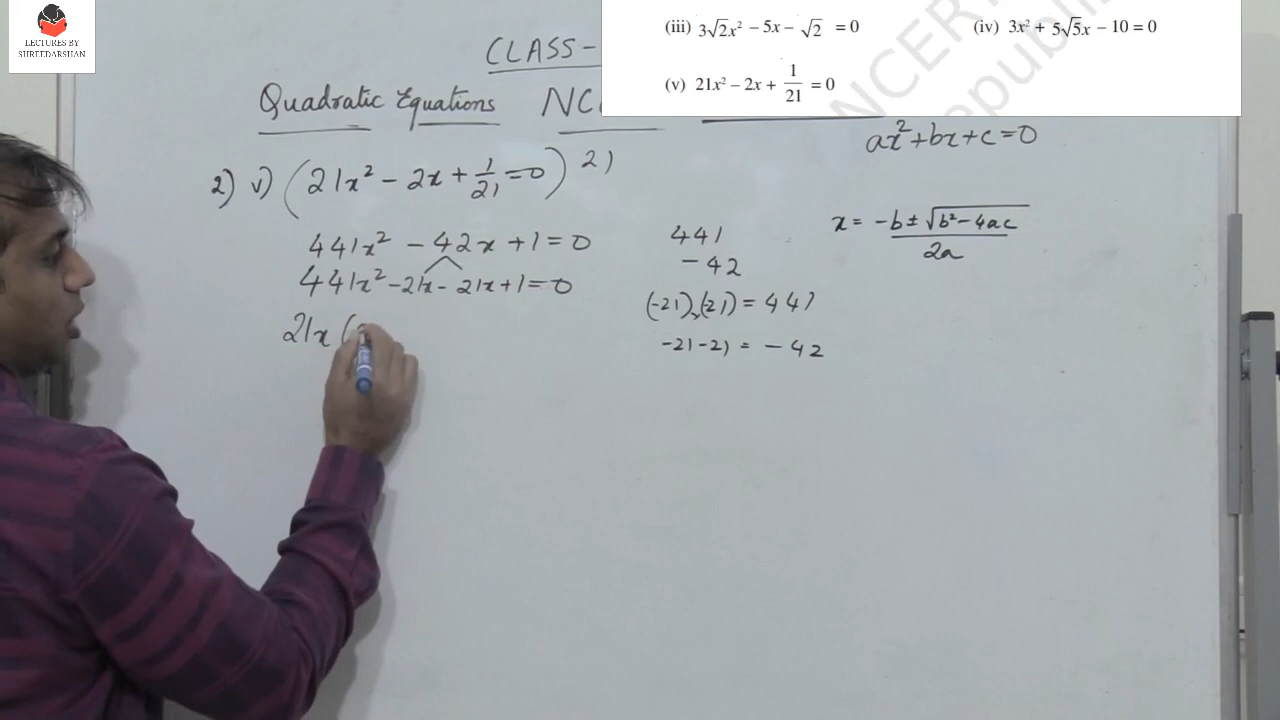 LECTURES BY
SHREEDARSHAN
(iii) 3√2x² – 5x – √2 = 0
(iv) 3x² + 5√5x – 10 = 0
(v) 21x² – 2x + 1/21 = 0
NCERT
republi
CLASS-
Quadratic Equations NC
ax²+bx+c=0
2) v) (21x² - 2x + 1/21 =0) 21
441x² - 42x +1=0
441x² -21x- 21x+1=0
21x (
441
-42
(-21)×(-21) = 441
-21-21 = -42
x = -b±√b²-4ac / 2a